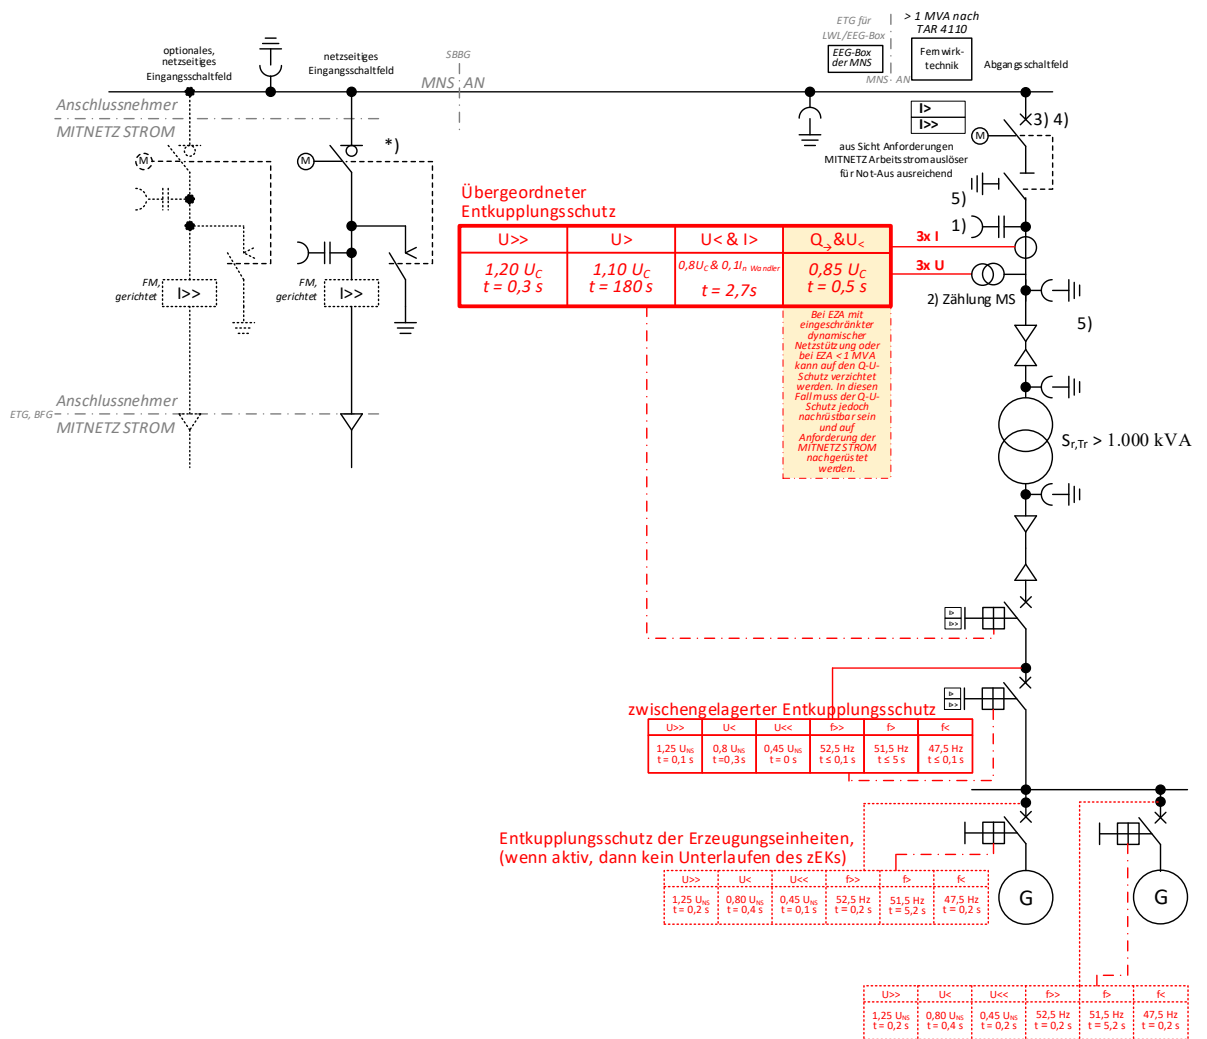 optionales,
netzseitiges
Eingangsschaltfeld
netzseitiges
Eingangsschaltfeld
SBBG
MNS AN
ETG für
LWL/EEG-Box
EEG-Box
der MNS
MNS AN
> 1 MVA nach
TAR 4110
Fernwirk-
technik
Abgangsschaltfeld
Anschlussnehmer
MITNETZ STROM
M
M
*)
I>
I>>
aus Sicht Anforderungen
MITNETZ Arbeitsstromauslöser
für Not-Aus ausreichend
M
3) 4)
5)
1)
Übergeordneter
Entkupplungsschutz
U>> U> U< & I> Q→&U<
1,20 UC 1,10 UC 0,8UC & 0,1In Wandler 0,85 UC
t = 0,3 s t = 180 s t = 2,7s t = 0,5 s
3x I
3x U
2) Zählung MS
5)
Bei EZA mit
eingeschränkter
dynamischer
Netzstützung oder
bei EZA < 1 MVA
kann auf den Q-U-
Schutz verzichtet
werden. In diesen
Fall muss der Q-U-
Schutz jedoch
nachrüstbar sein
und auf
Anforderung der
MITNETZ STROM
nachgerüstet
werden.
FM,
gerichtet
I>>
FM,
gerichtet
I>>
Anschlussnehmer
ETG, BFG
MITNETZ STROM
Sr,Tr > 1.000 kVA
I>
I>>
I>
I>>
zwischengelagerter Entkupplungsschutz
U>> U< U<< f>> f> f<
1,25 UNS 0,8 UNS 0,45 UNS 52,5 Hz 51,5 Hz 47,5 Hz
t = 0,1 s t =0,3 s t = 0 s t ≤ 0,1 s t ≤ 5 s t ≤ 0,1 s
Entkupplungsschutz der Erzeugungseinheiten,
(wenn aktiv, dann kein Unterlaufen des zEKs)
U>> U< U<< f>> f> f<
1,25 UNS 0,80 UNS 0,45 UNS 52,5 Hz 51,5 Hz 47,5 Hz
t = 0,2 s t = 0,4 s t = 0,1 s t = 0,2 s t = 5,2 s t = 0,2 s
G
G
U>> U< U<< f>> f> f<
1,25 UNS 0,80 UNS 0,45 UNS 52,5 Hz 51,5 Hz 47,5 Hz
t = 0,2 s t = 0,4 s t = 0,2 s t = 0,2 s t = 5,2 s t = 0,2 s